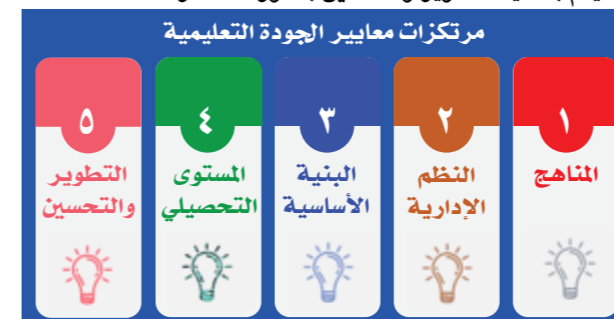 مرتكزات معايير الجودة التعليمية
١
المناهج
٢
النظم
الإدارية
٣
البنية
الأساسية
٤
المستوى
التحصيلي
٥
التطوير
والتحسين